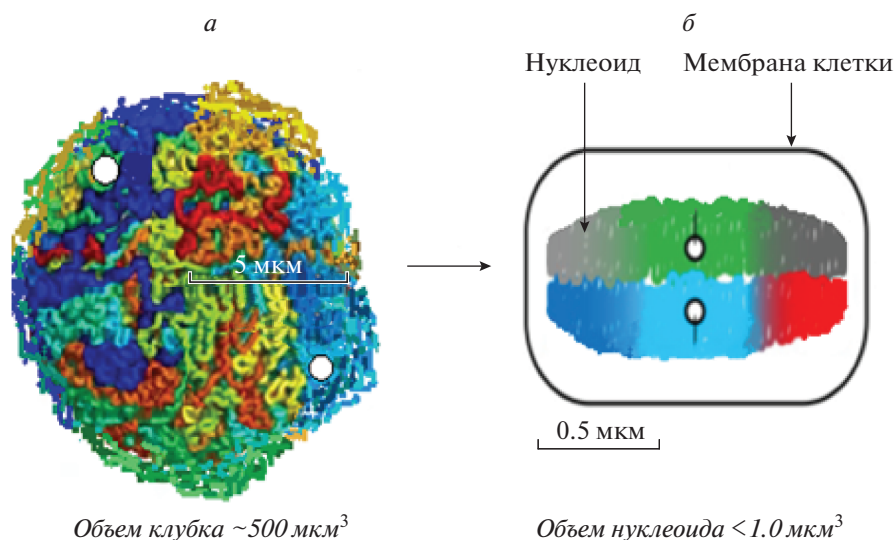 а
б
Нуклеоид
Мембрана клетки
5 мкм
0.5 мкм
Объем клубка ~500 мкм³
Объем нуклеоида <1.0 мкм³